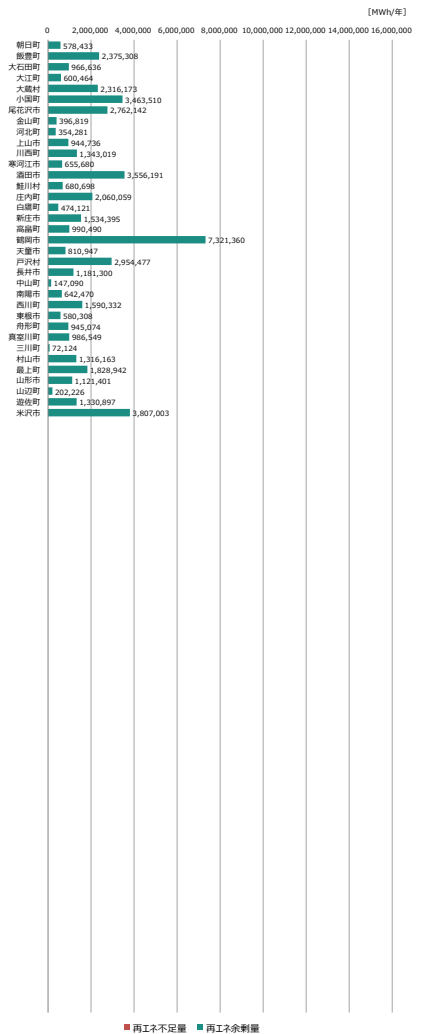 [MWh/年]
0 2,000,000 4,000,000 6,000,000 8,000,000 10,000,000 12,000,000 14,000,000 16,000,000
朝日町 578,433
飯豊町 2,375,308
大石田町 966,636
大江町 600,464
大蔵村 2,316,173
小国町 3,463,510
尾花沢市 2,762,142
金山町 396,819
河北町 354,281
上山市 944,736
川西町 1,343,019
寒河江市 655,680
酒田市 3,556,191
鮭川村 680,698
庄内町 2,060,059
白鷹町 474,121
新庄市 1,534,395
高畠町 990,490
鶴岡市 7,321,360
天童市 810,947
戸沢村 2,954,477
長井市 1,181,300
中山町 147,090
南陽市 642,470
西川町 1,590,332
東根市 580,308
舟形町 945,074
真室川町 986,549
三川町 72,124
村山市 1,316,163
最上町 1,828,942
山形市 1,121,401
山辺町 202,226
遊佐町 1,330,897
米沢市 3,807,003
再エネ不足量 再エネ余剰量